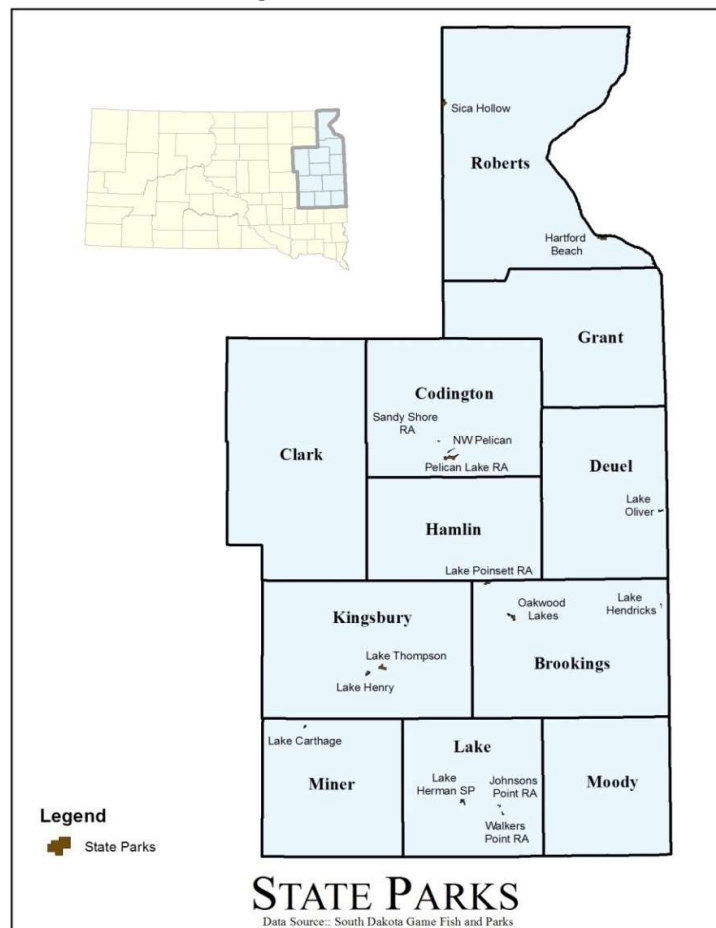 Sica Hollow
Roberts
Hartford
Beach
Grant
Codington
Sandy Shore
RA
NW Pelican
Pelican Lake RA
Clark
Deuel
Lake
Oliver
Hamlin
Lake Poinsett RA
Kingsbury
Oakwood
Lakes
Lake
Hendricks
Brookings
Lake Thompson
Lake Henry
Lake Carthage
Miner
Lake
Lake
Herman SP
Johnsons
Point RA
Walkers
Point RA
Moody
Legend
State Parks
STATE PARKS
Data Source:: South Dakota Game Fish and Parks